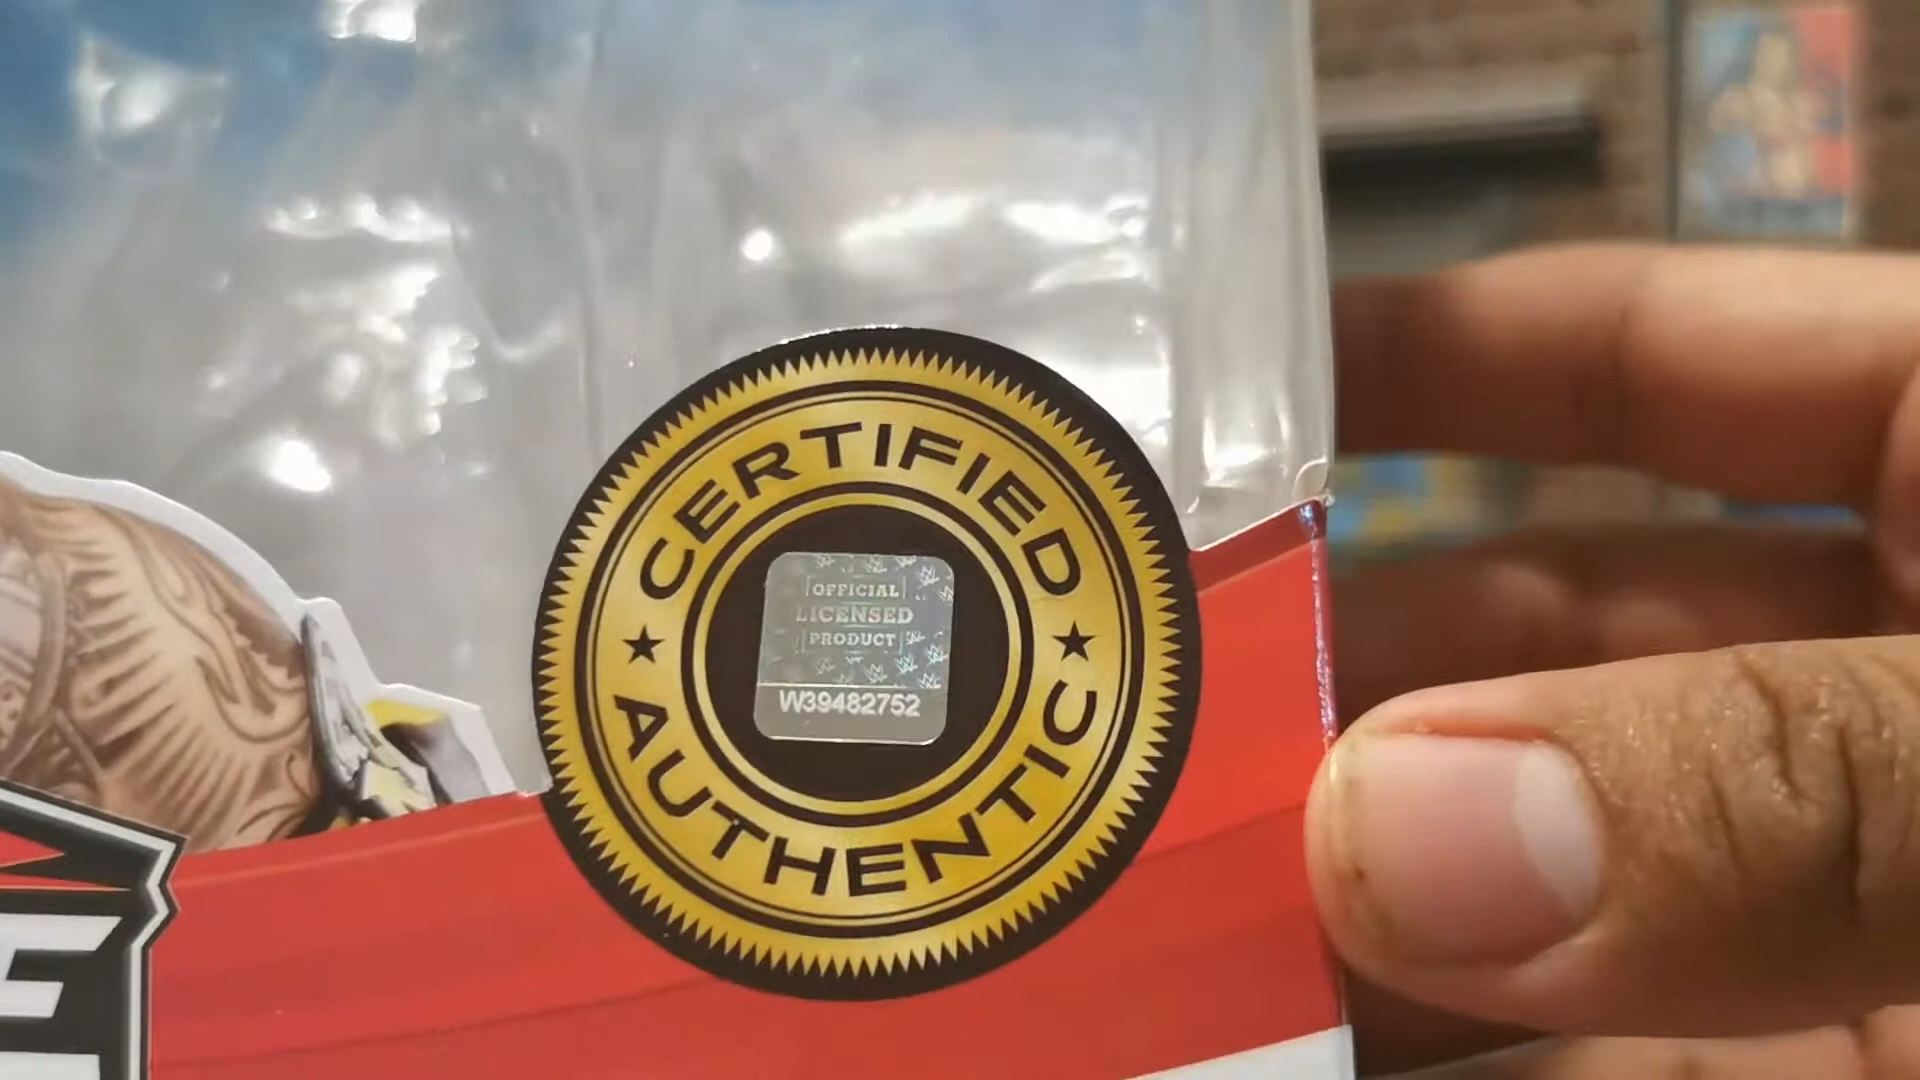 CERTIFIED
OFFICIAL
LICENSED
PRODUCT
W39482752
AUTHENTIC